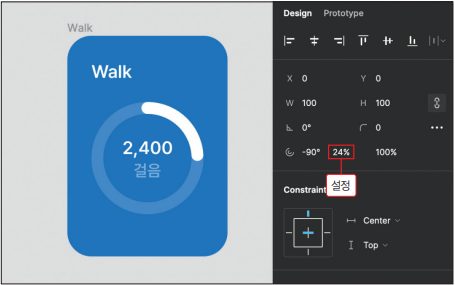 Walk
Walk
2,400
걸음
Design Prototype
X 0 Y 0
W 100 H 100
0° 0
-90° 24% 100%
설정
Constraint
Center
Top